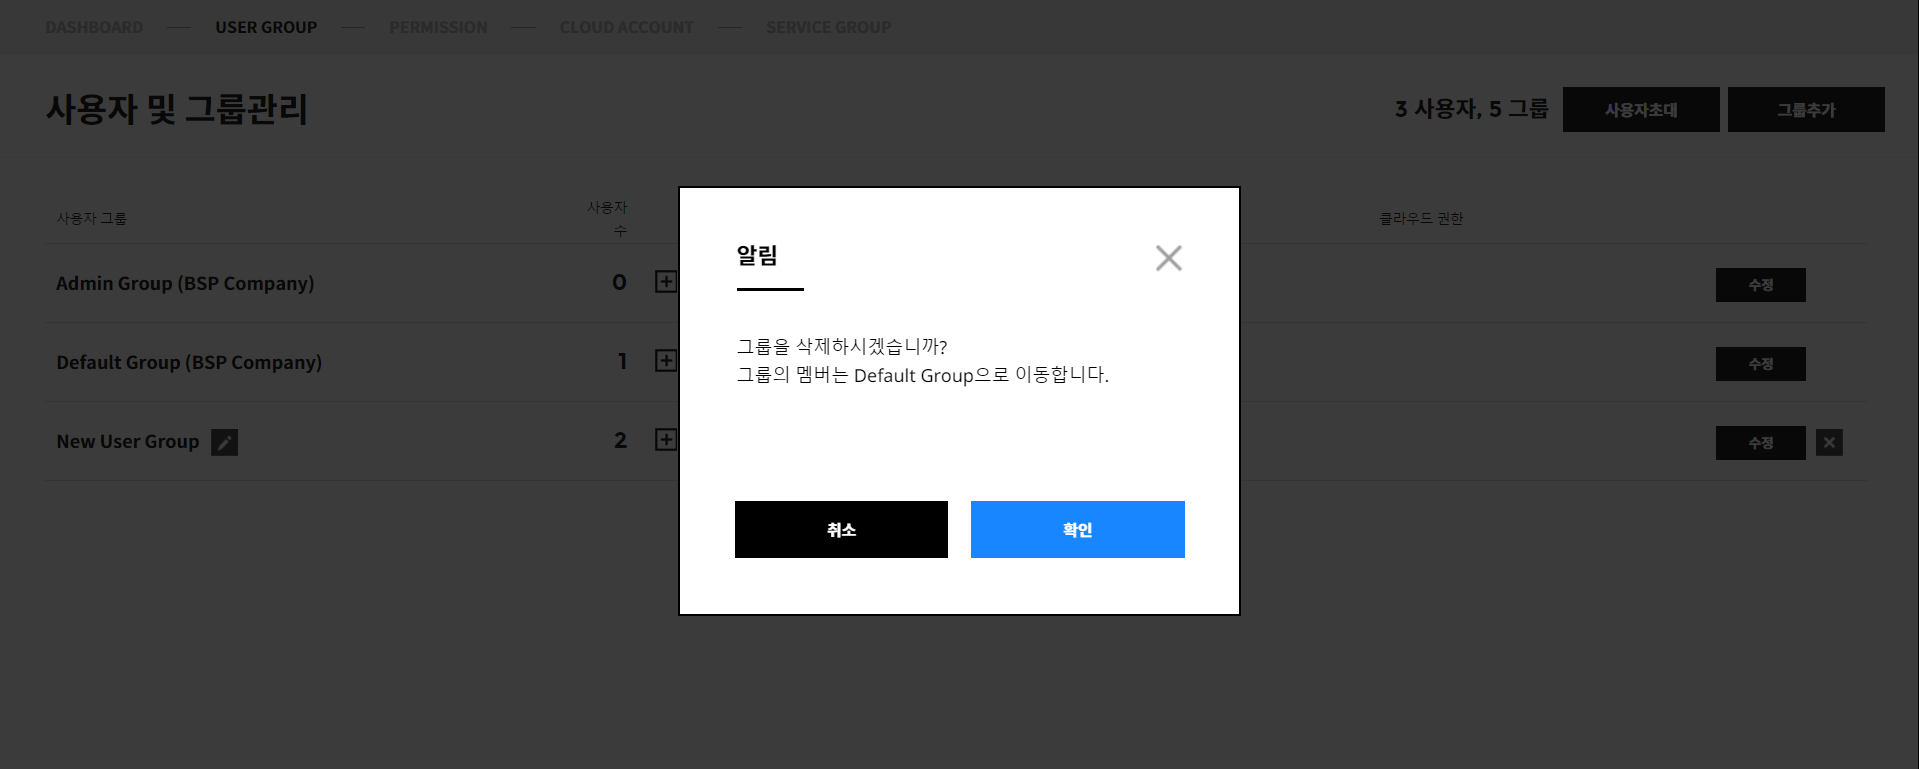 DASHBOARD — USER GROUP — PERMISSION — CLOUD ACCOUNT — SERVICE GROUP
사용자 및 그룹관리
3 사용자, 5 그룹 사용자초대 그룹추가
사용자 그룹 사용자 수 클라우드 권한
Admin Group (BSP Company) 0 수정
Default Group (BSP Company) 1 수정
New User Group 2 수정
알림
그룹을 삭제하시겠습니까?
그룹의 멤버는 Default Group으로 이동합니다.
취소 확인